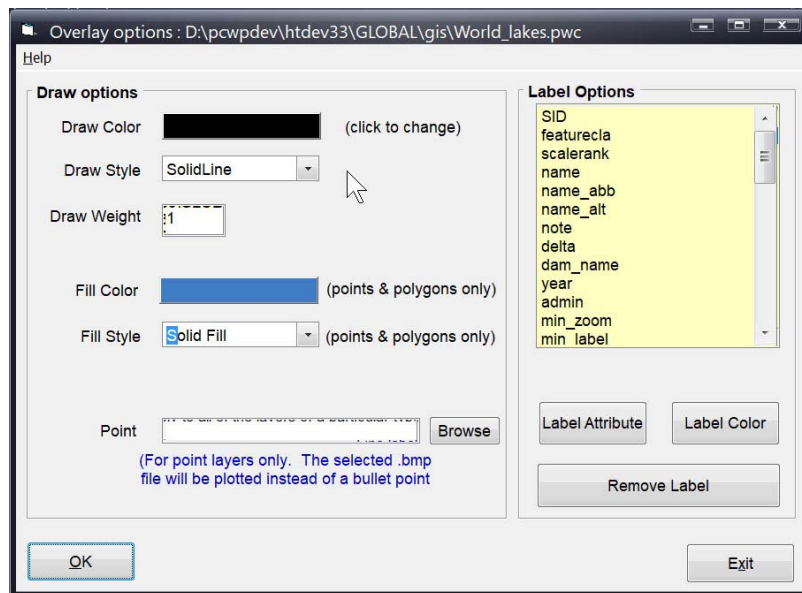 Overlay options : D:\pcwpdev\htdev33\GLOBAL\gis\World_lakes.pwc
Help
Draw options
Draw Color
(click to change)
Draw Style
SolidLine
Draw Weight
1
Fill Color
(points & polygons only)
Fill Style
Solid Fill
(points & polygons only)
Point
Browse
(For point layers only. The selected .bmp
file will be plotted instead of a bullet point
Label Options
SID
featurecla
scalerank
name
name_abb
name_alt
note
delta
dam_name
year
admin
min_zoom
min_label
Label Attribute
Label Color
Remove Label
OK
Exit